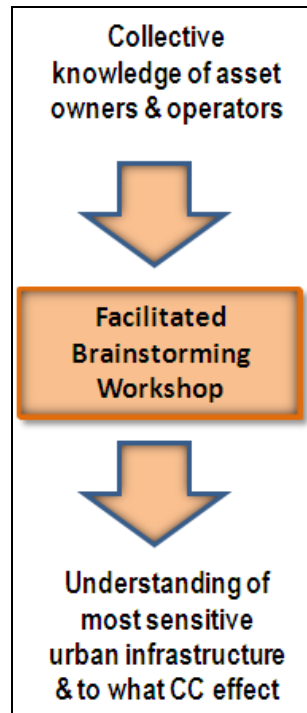 Collective
knowledge of asset
owners & operators
Facilitated
Brainstorming
Workshop
Understanding of
most sensitive
urban infrastructure
& to what CC effect